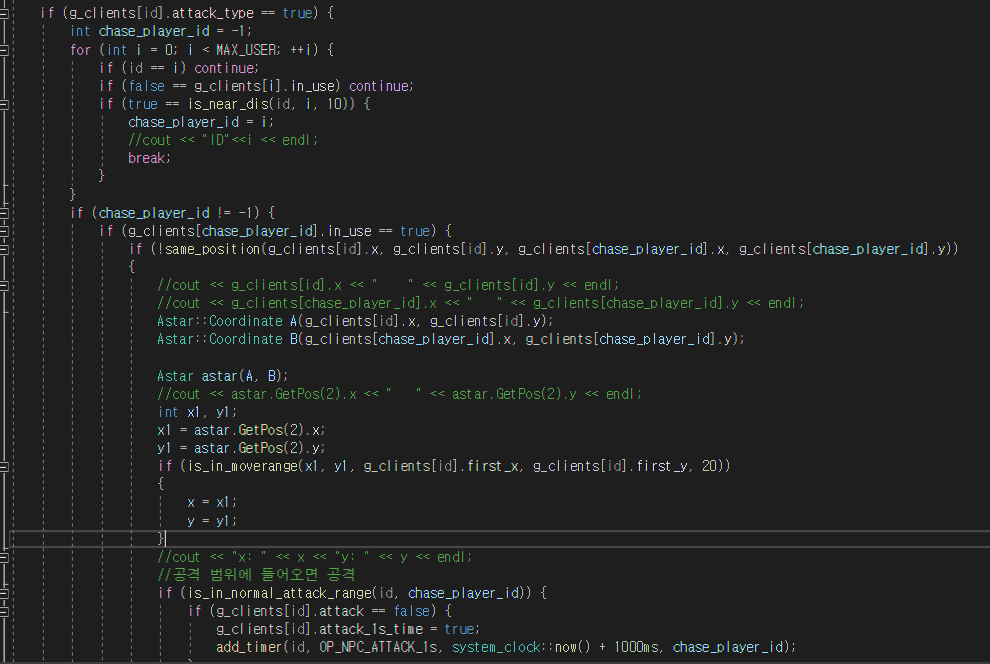 if (g_clients[id].attack_type == true) {
int chase_player_id = -1;
for (int i = 0; i < MAX_USER; ++i) {
if (id == i) continue;
if (false == g_clients[i].in_use) continue;
if (true == is_near_dis(id, i, 10)) {
chase_player_id = i;
//cout << "ID"<<i << endl;
break;
}
}
if (chase_player_id != -1) {
if (g_clients[chase_player_id].in_use == true) {
if (!same_position(g_clients[id].x, g_clients[id].y, g_clients[chase_player_id].x, g_clients[chase_player_id].y))
{
//cout << g_clients[id].x << "    " << g_clients[id].y << endl;
//cout << g_clients[chase_player_id].x << "   " << g_clients[chase_player_id].y << endl;
Astar::Coordinate A(g_clients[id].x, g_clients[id].y);
Astar::Coordinate B(g_clients[chase_player_id].x, g_clients[chase_player_id].y);
Astar astar(A, B);
//cout << astar.GetPos(2).x << "   " << astar.GetPos(2).y << endl;
int x1, y1;
x1 = astar.GetPos(2).x;
y1 = astar.GetPos(2).y;
if (is_in_moverange(x1, y1, g_clients[id].first_x, g_clients[id].first_y, 20))
{
x = x1;
y = y1;
}
//cout << "x: " << x << "y: " << y << endl;
//공격 범위에 들어오면 공격
if (is_in_normal_attack_range(id, chase_player_id)) {
if (g_clients[id].attack == false) {
g_clients[id].attack_1s_time = true;
add_timer(id, OP_NPC_ATTACK_1s, system_clock::now() + 1000ms, chase_player_id);